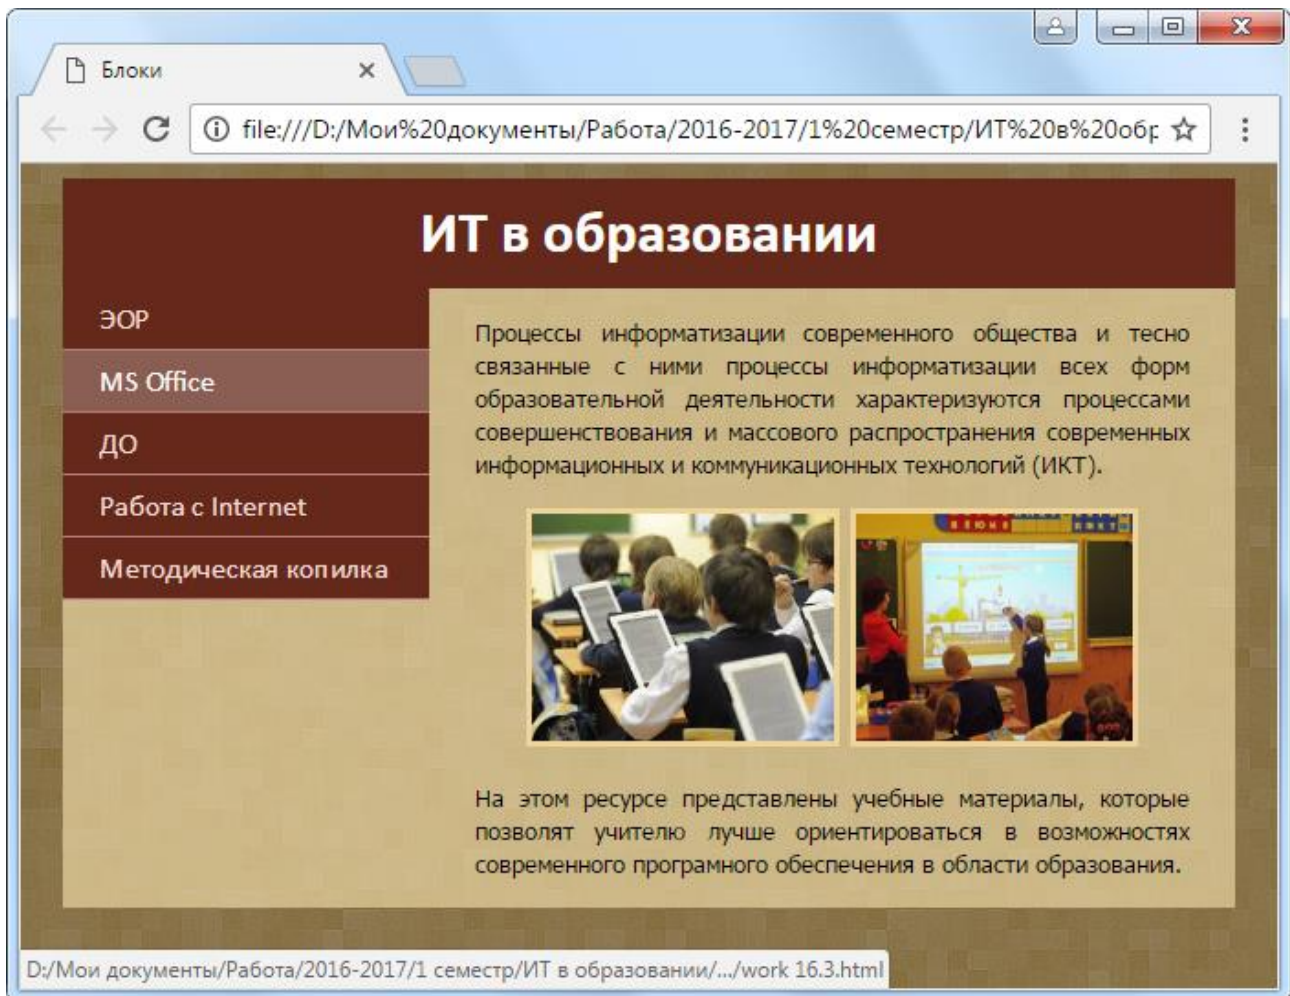 Блоки
file:///D:/Мои%20документы/Работа/2016-2017/1%20семестр/ИТ%20в%20обр
ИТ в образовании
ЭОР
MS Office
ДО
Работа с Internet
Методическая копилка
Процессы информатизации современного общества и тесно
связанные с ними процессы информатизации всех форм
образовательной деятельности характеризуются процессами
совершенствования и массового распространения современных
информационных и коммуникационных технологий (ИКТ).
На этом ресурсе представлены учебные материалы, которые
позволят учителю лучше ориентироваться в возможностях
современного програмного обеспечения в области образования.
D:/Мои документы/Работа/2016-2017/1 семестр/ИТ в образовании/.../work 16.3.html